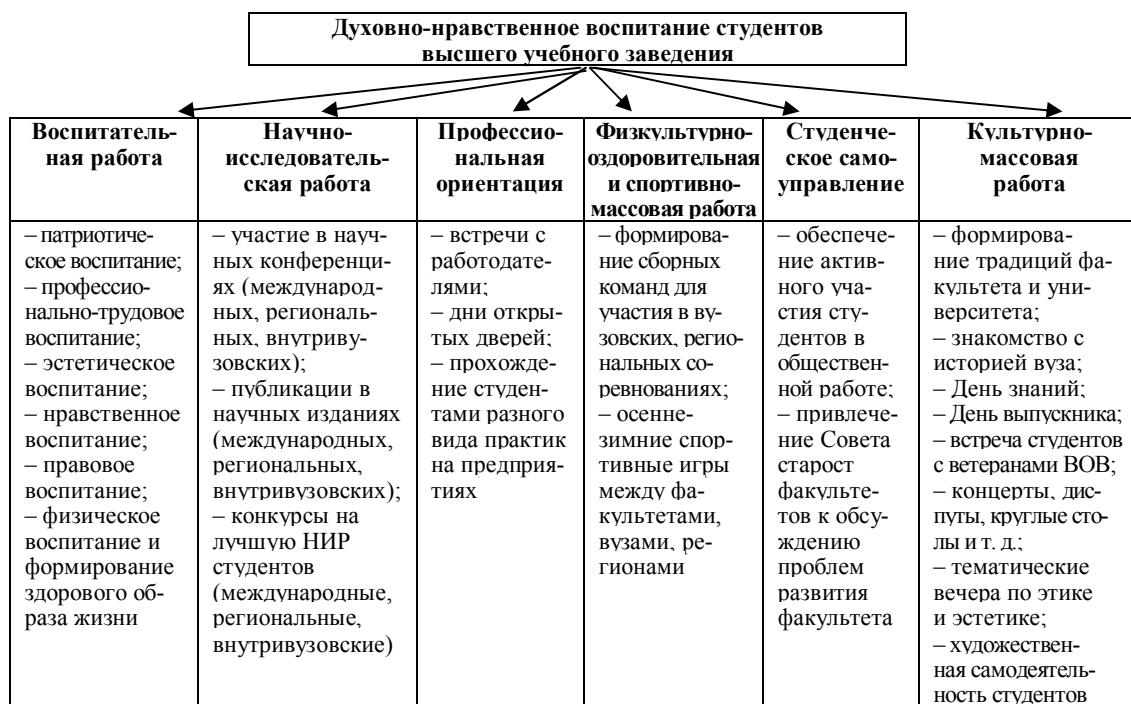 Духовно-нравственное воспитание студентов
высшего учебного заведения
Воспитатель-
ная работа
Научно-
исследователь-
ская работа
Профессио-
нальная
ориентация
Физкультурно-
оздоровительная
и спортивно-
массовая работа
Студенче-
ское само-
управление
Культурно-
массовая
работа
– патриотиче-
ское воспитание;
– профессио-
нально-трудовое
воспитание;
– эстетическое
воспитание;
– нравственное
воспитание;
– правовое
воспитание;
– физическое
воспитание и
формирование
здорового об-
раза жизни
– участие в науч-
ных конференци-
ях (международ-
ных, региональ-
ных, внутриву-
зовских);
– публикации в
научных изданиях
(международных,
региональных,
внутривузовских);
– конкурсы на
лучшую НИР
студентов
(международные,
региональные,
внутривузовские)
– встречи с
работодате-
лями;
– дни откры-
тых дверей;
– прохожде-
ние студен-
тами разного
вида практик
на предприя-
тиях
– формирова-
ние сборных
команд для
участия в ву-
зовских, регио-
нальных со-
ревнованиях;
– осенне-
зимние спор-
тивные игры
между фа-
культетами,
вузами, ре-
гионами
– обеспече-
ние актив-
ного уча-
стия сту-
дентов в
обществен-
ной работе;
– привлече-
ние Совета
старост
факульте-
тов к обсу-
ждению
проблем
развития
факультета
– формирова-
ние традиций фа-
культета и уни-
верситета;
– знакомство с
историей вуза;
– День знаний;
– День выпускника;
– встреча студентов
с ветеранами ВОВ;
– концерты, дис-
путы, круглые сто-
лы и т. д.;
– тематические
вечера по этике
и эстетике;
– художествен-
ная самодеятель-
ность студентов